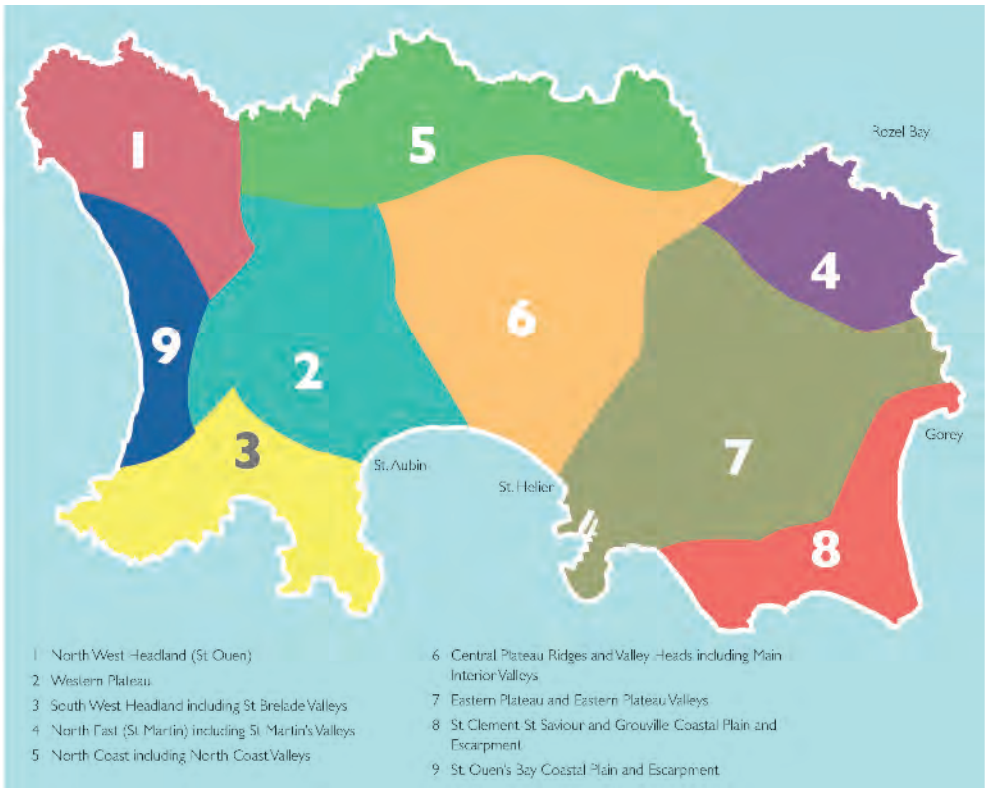 Rozel Bay
1
5
4
6
9
2
3
St. Aubin
Gorey
7
St. Helier
8
1 North West Headland (St Ouen)
2 Western Plateau
3 South West Headland including St Brelade Valleys
4 North East (St Martin) including St Martin's Valleys
5 North Coast including North Coast Valleys
6 Central Plateau Ridges and Valley Heads including Main
Interior Valleys
7 Eastern Plateau and Eastern Plateau Valleys
8 St Clement St Saviour and Grouville Coastal Plain and
Escarpment
9 St. Ouen's Bay Coastal Plain and Escarpment